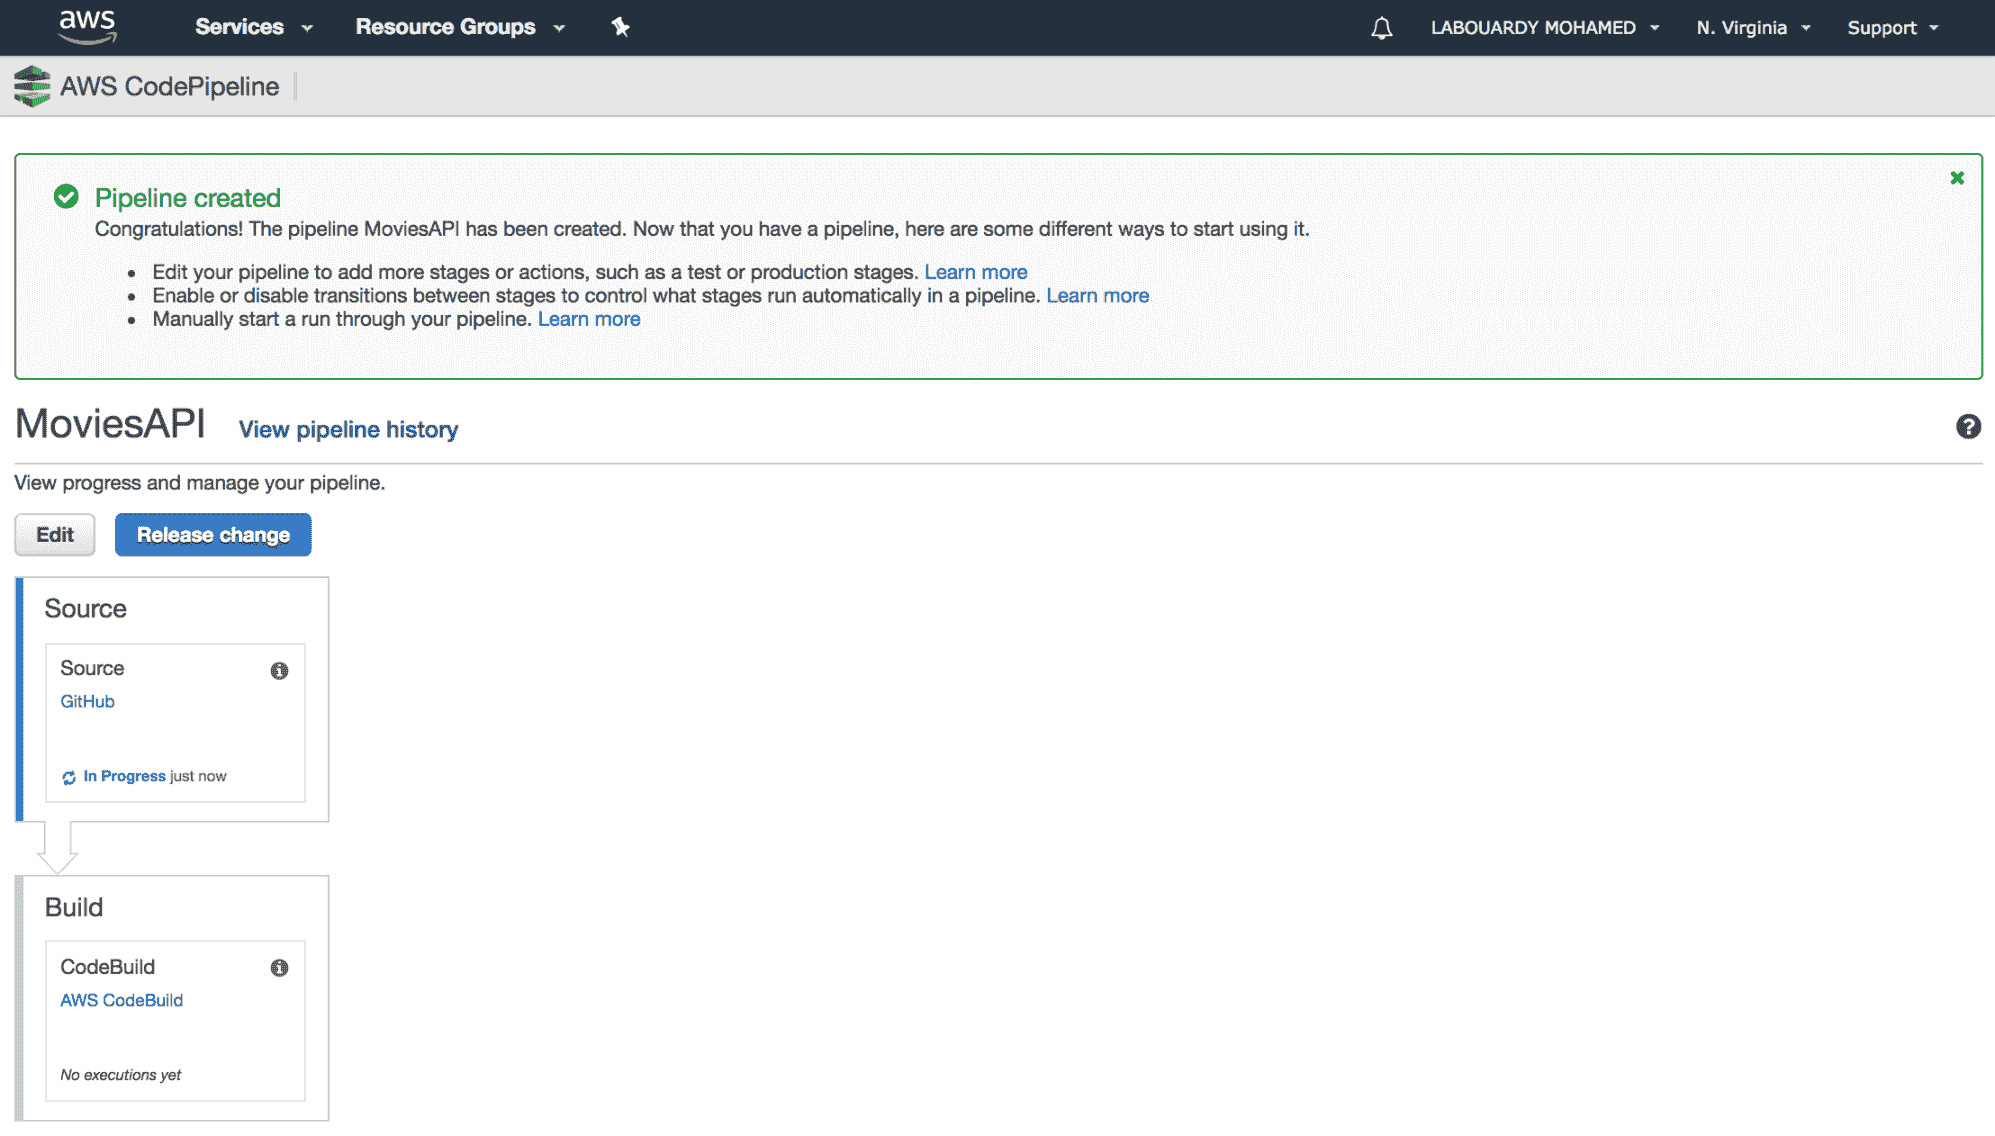 aws Services Resource Groups LABOUARDY MOHAMED N. Virginia Support
AWS CodePipeline
Pipeline created
Congratulations! The pipeline MoviesAPI has been created. Now that you have a pipeline, here are some different ways to start using it.
Edit your pipeline to add more stages or actions, such as a test or production stages. Learn more
Enable or disable transitions between stages to control what stages run automatically in a pipeline. Learn more
Manually start a run through your pipeline. Learn more
MoviesAPI View pipeline history
View progress and manage your pipeline.
Edit Release change
Source
Source
GitHub
In Progress just now
Build
CodeBuild
AWS CodeBuild
No executions yet